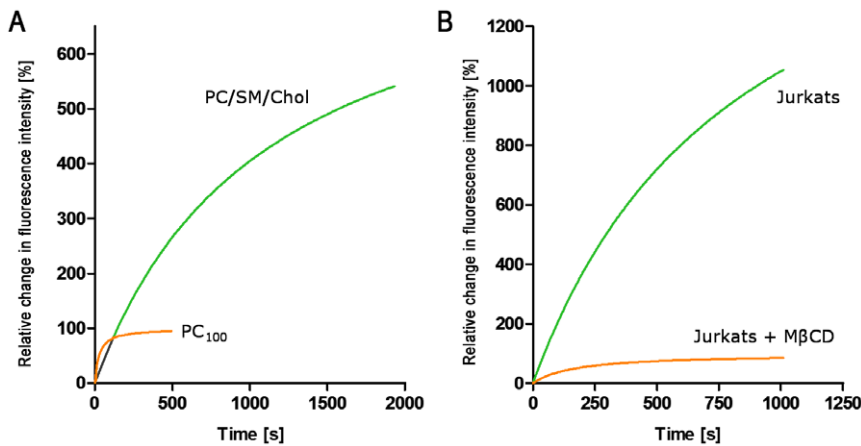 A
Relative change in fluorescence intensity [%]
600
500
400
300
200
100
0
PC/SM/Chol
PC100
0
500
1000
1500
2000
Time [s]
B
Relative change in fluorescence intensity [%]
1200
1000
800
600
400
200
0
Jurkats
Jurkats + MβCD
0
250
500
750
1000
1250
Time [s]